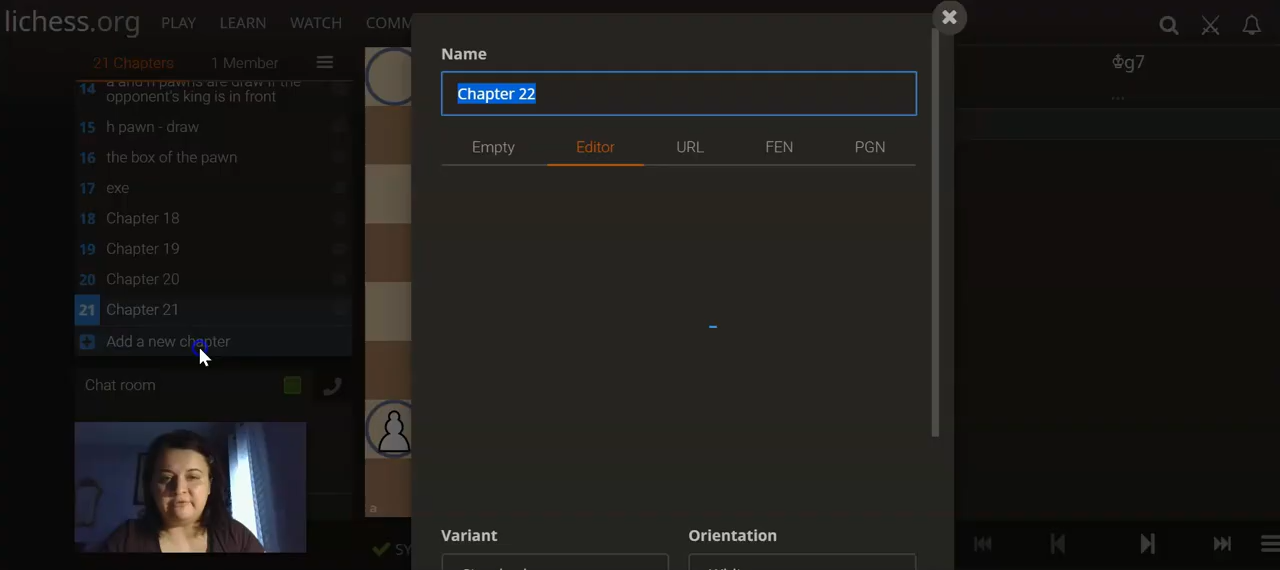 lichess.org PLAY LEARN WATCH COMM
21 Chapters 1 Member
14 a and h pawns are draw if the
opponent's king is in front
15 h pawn - draw
16 the box of the pawn
17 exe
18 Chapter 18
19 Chapter 19
20 Chapter 20
21 Chapter 21
Add a new chapter
Chat room
Name
Chapter 22
Empty Editor URL FEN PGN
Variant Orientation
♔g7
...
a
SY